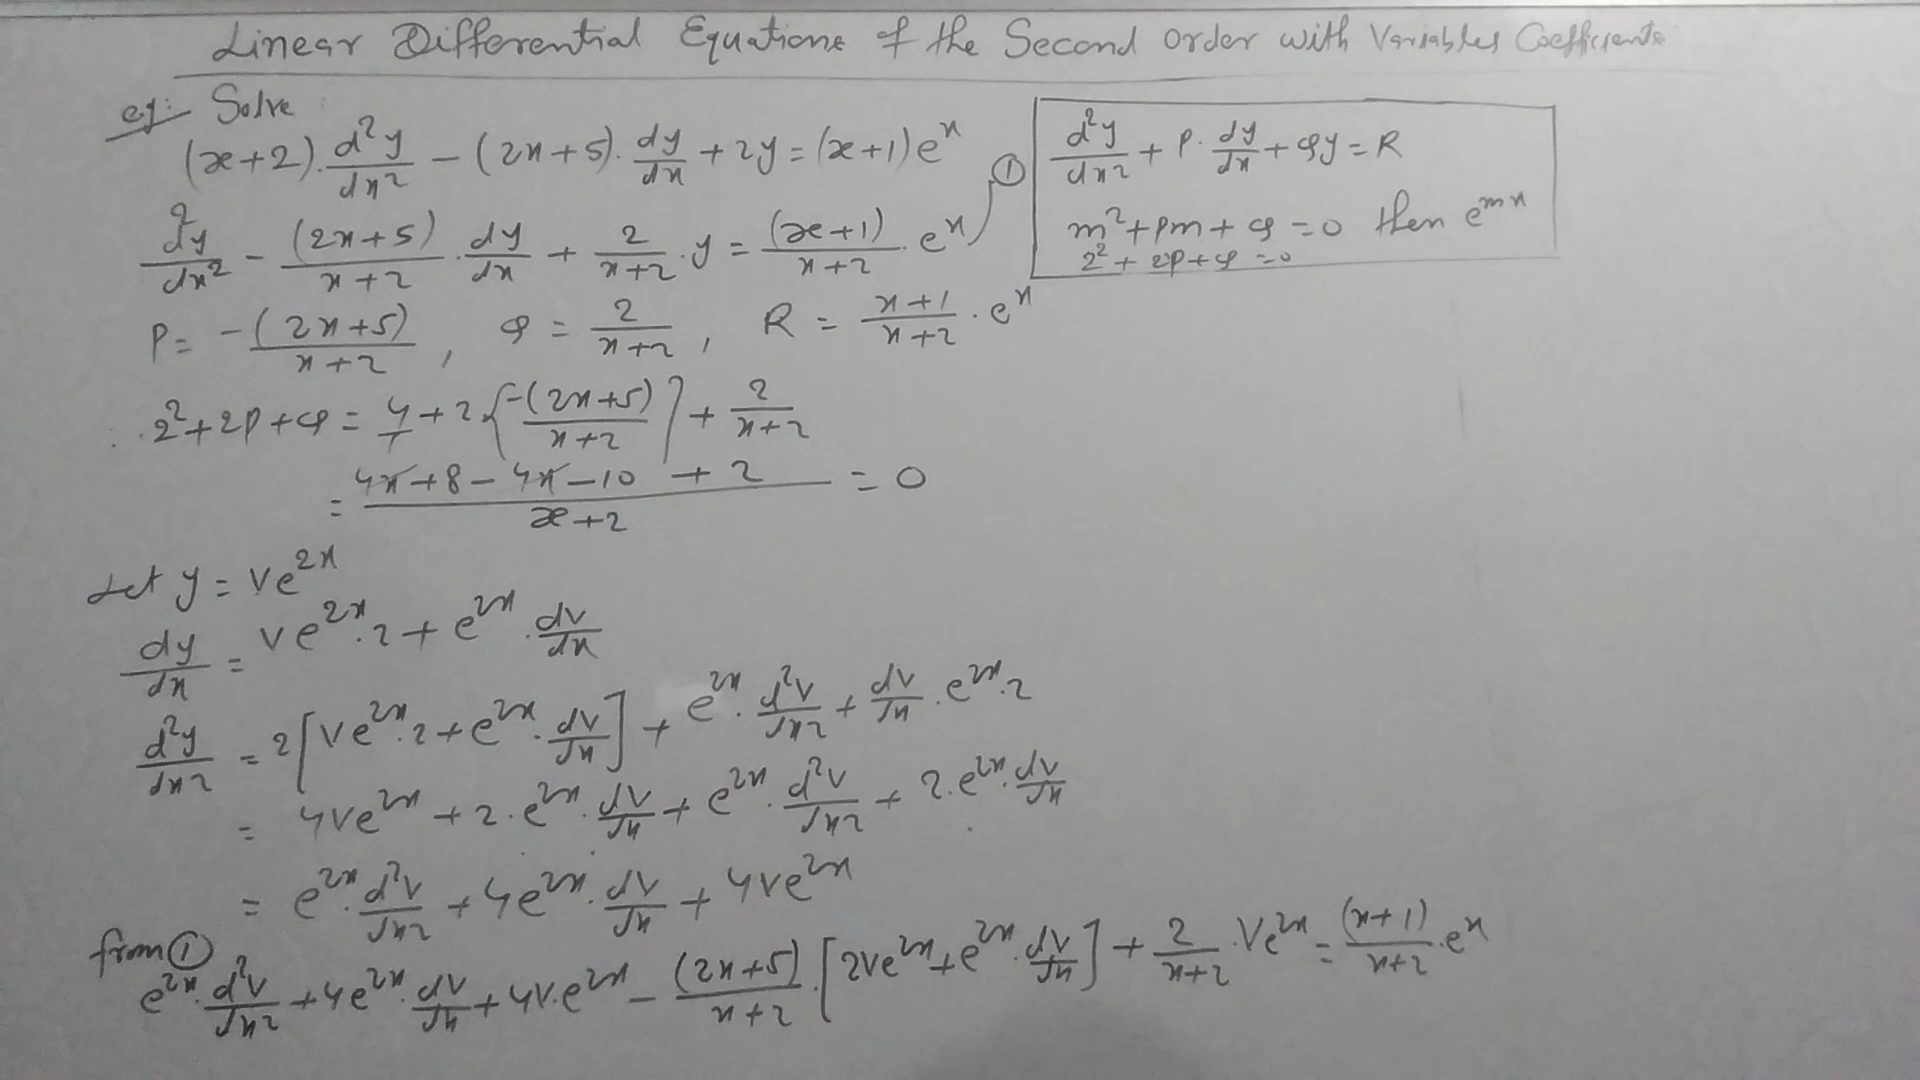 Linear Differential Equations of the Second Order with Variables Coefficients
eg:- Solve
(x+2).d²y/dx² - (2x+5).dy/dx + 2y = (x+1)e^x
d²y/dx² - (2x+5)/(x+2).dy/dx + 2/(x+2).y = (x+1)/(x+2).e^x ①
d²y/dx² + P.dy/dx + Qy = R
m²+Pm+Q=0 then e^mx
2²+2P+Q=0
P = -(2x+5)/(x+2), Q = 2/(x+2), R = (x+1)/(x+2).e^x
∴ 2²+2P+Q = 4/1+2{-(2x+5)/(x+2)}+2/(x+2)
= (4x+8-4x-10+2)/(x+2) = 0
Let y = ve^2x
dy/dx = ve^2x.2+e^2x.dv/dx
d²y/dx² = 2[ve^2x.2+e^2x.dv/dx]+e^2x.d²v/dx²+dv/dx.e^2x.2
= 4ve^2x+2.e^2x.dv/dx+e^2x.d²v/dx²+2.e^2x.dv/dx
= e^2x.d²v/dx²+4e^2x.dv/dx+4ve^2x
from ①
e^2x.d²v/dx²+4e^2x.dv/dx+4v.e^2x-(2x+5)/(x+2).[2ve^2x+e^2x.dv/dx]+2/(x+2).Ve^2x=(x+1)/(x+2).e^x